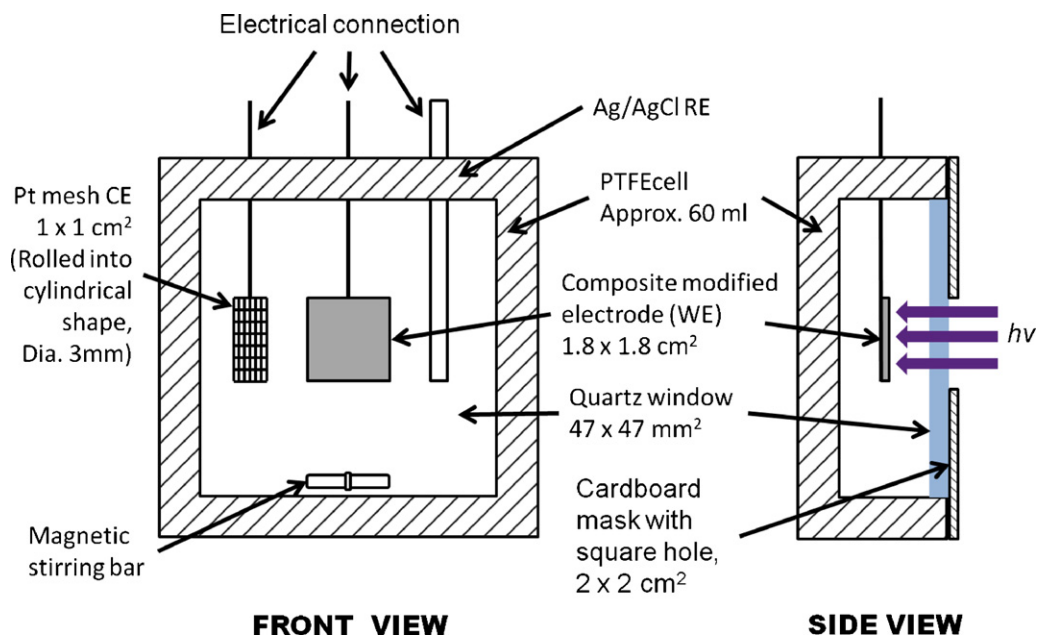 Electrical connection
Ag/AgCl RE
Pt mesh CE
1 x 1 cm²
(Rolled into
cylindrical
shape,
Dia. 3mm)
PTFEcell
Approx. 60 ml
Composite modified
electrode (WE)
1.8 x 1.8 cm²
hv
Quartz window
47 x 47 mm²
Cardboard
mask with
square hole,
2 x 2 cm²
Magnetic
stirring bar
FRONT VIEW
SIDE VIEW